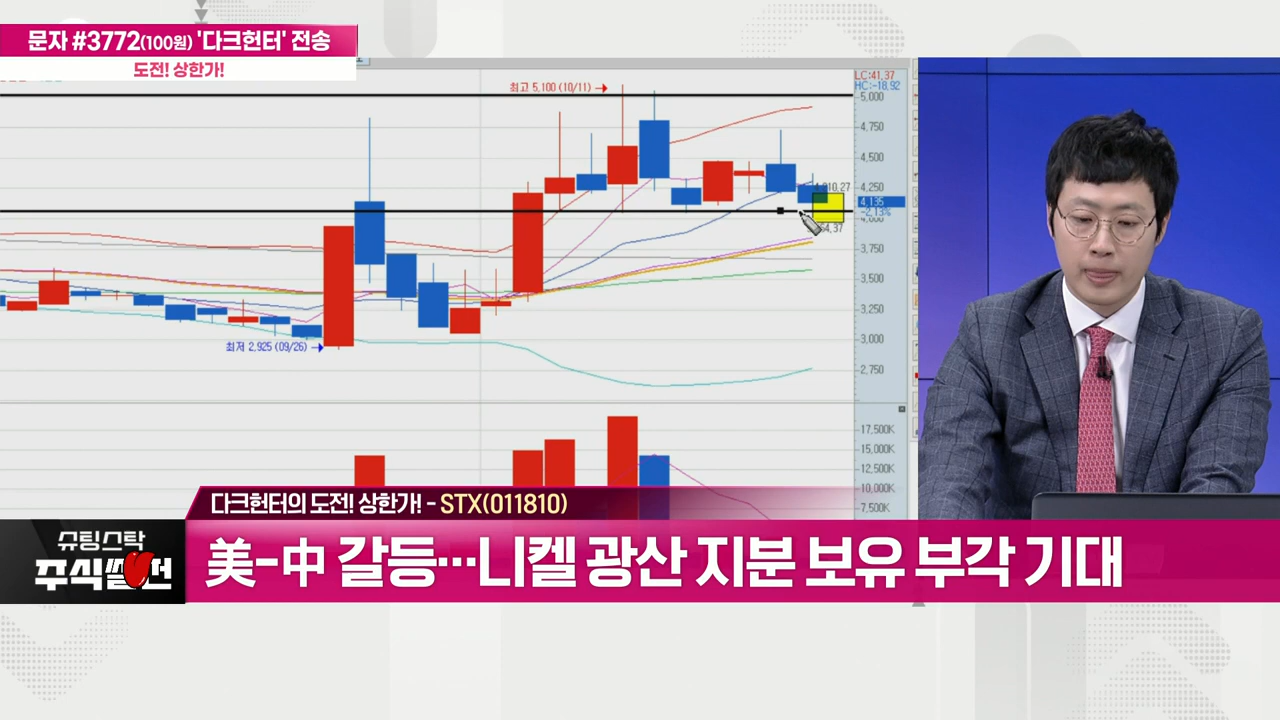 문자 #3772(100원) '다크헌터' 전송
도전! 상한가!
최고 5,100 (10/11)
LC:41,37
HC:-18,92
5,000
4,750
4,500
4,250
4,135
-2,13%
4,000
3,750
3,500
3,250
3,000
2,750
최저 2,925 (09/26)
17,500K
15,000K
12,500K
10,000K
7,500K
다크헌터의 도전! 상한가! - STX(011810)
슈팅스탁
주식썰전
美-中 갈등…니켈 광산 지분 보유 부각 기대